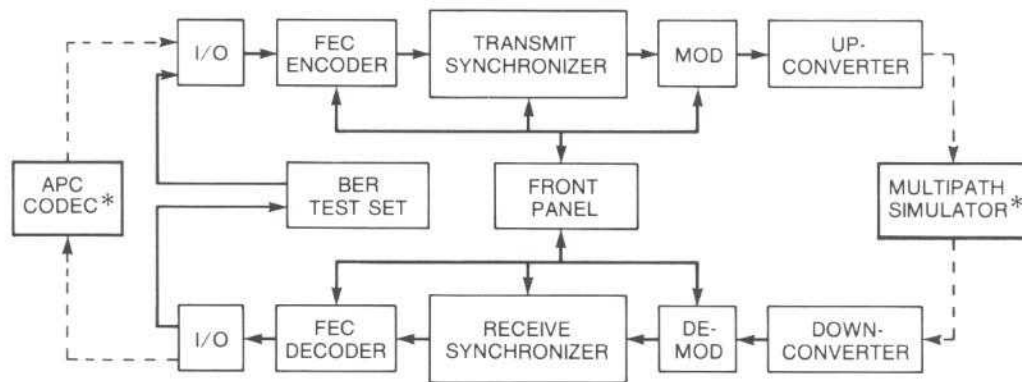 I/O
FEC
ENCODER
TRANSMIT
SYNCHRONIZER
MOD
UP-
CONVERTER
APC
CODEC*
BER
TEST SET
FRONT
PANEL
MULTIPATH
SIMULATOR*
I/O
FEC
DECODER
RECEIVE
SYNCHRONIZER
DE-
MOD
DOWN-
CONVERTER